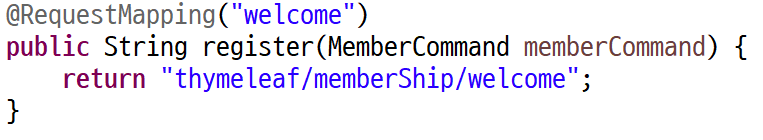 @RequestMapping("welcome")
public String register(MemberCommand memberCommand) {
    return "thymeleaf/memberShip/welcome";
}